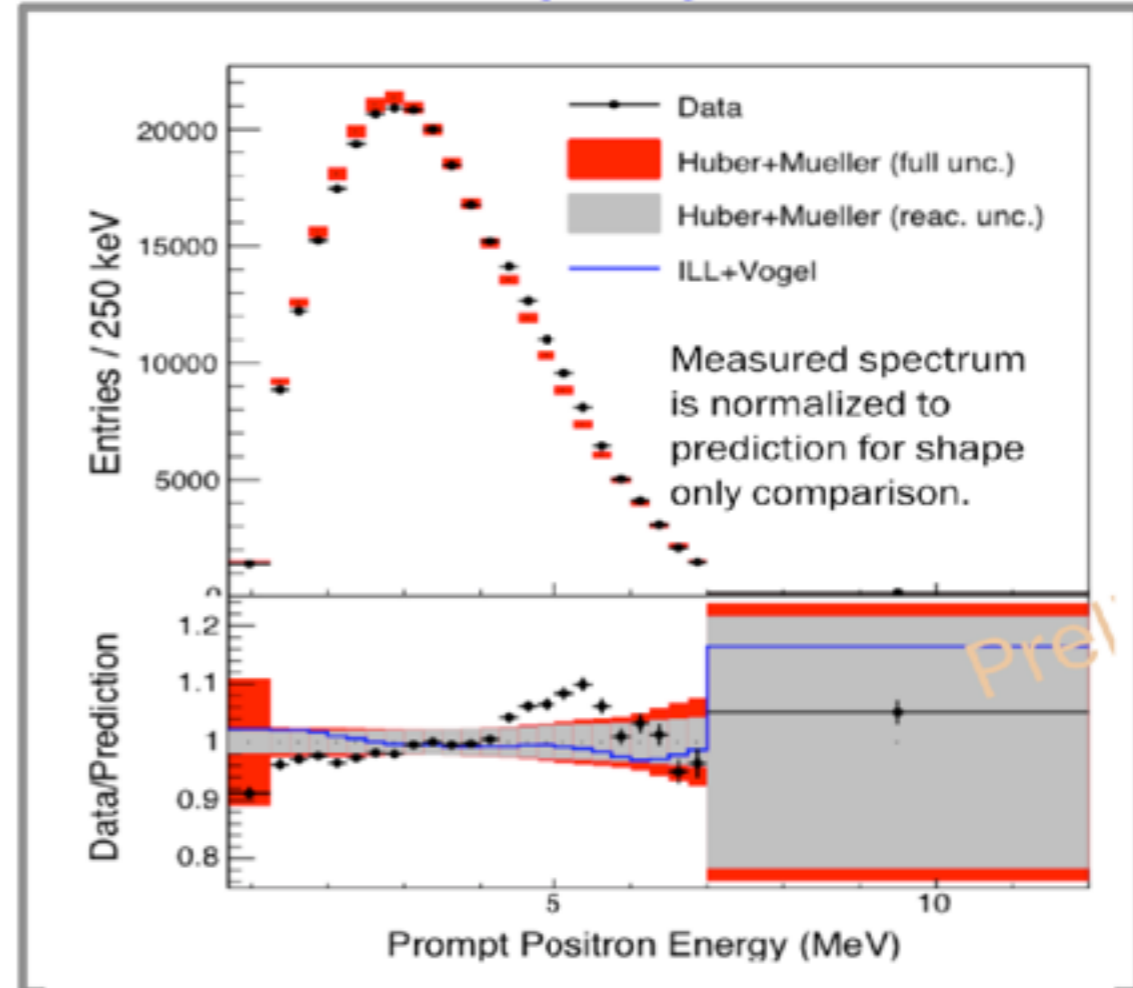 Data
Huber+Mueller (full unc.)
Huber+Mueller (reac. unc.)
ILL+Vogel
Measured spectrum
is normalized to
prediction for shape
only comparison.
Entries / 250 keV
20000
15000
10000
5000
0
Data/Prediction
1.2
1.1
1
0.9
0.8
5
10
Prompt Positron Energy (MeV)